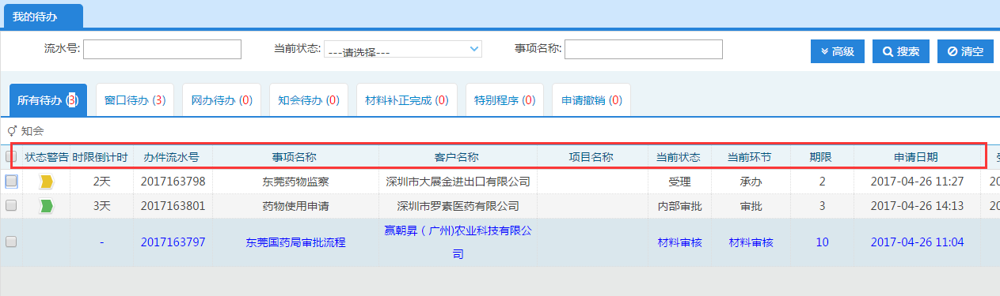 我的待办
流水号: 当前状态: ---请选择--- 事项名称: 高级 搜索 清空
所有待办 (3) 窗口待办 (3) 网办待办 (0) 知会待办 (0) 材料补正完成 (0) 特别程序 (0) 申请撤销 (0)
知会
状态警告 时限倒计时 办件流水号 事项名称 客户名称 项目名称 当前状态 当前环节 期限 申请日期
2天 2017163798 东莞药物监察 深圳市大展金进出口有限公司 受理 承办 2 2017-04-26 11:27 20
3天 2017163801 药物使用申请 深圳市罗素医药有限公司 内部审批 审批 3 2017-04-26 14:13 20
- 2017163797 东莞国药局审批流程 赢朝昇（广州)农业科技有限公司 材料审核 材料审核 10 2017-04-26 11:04